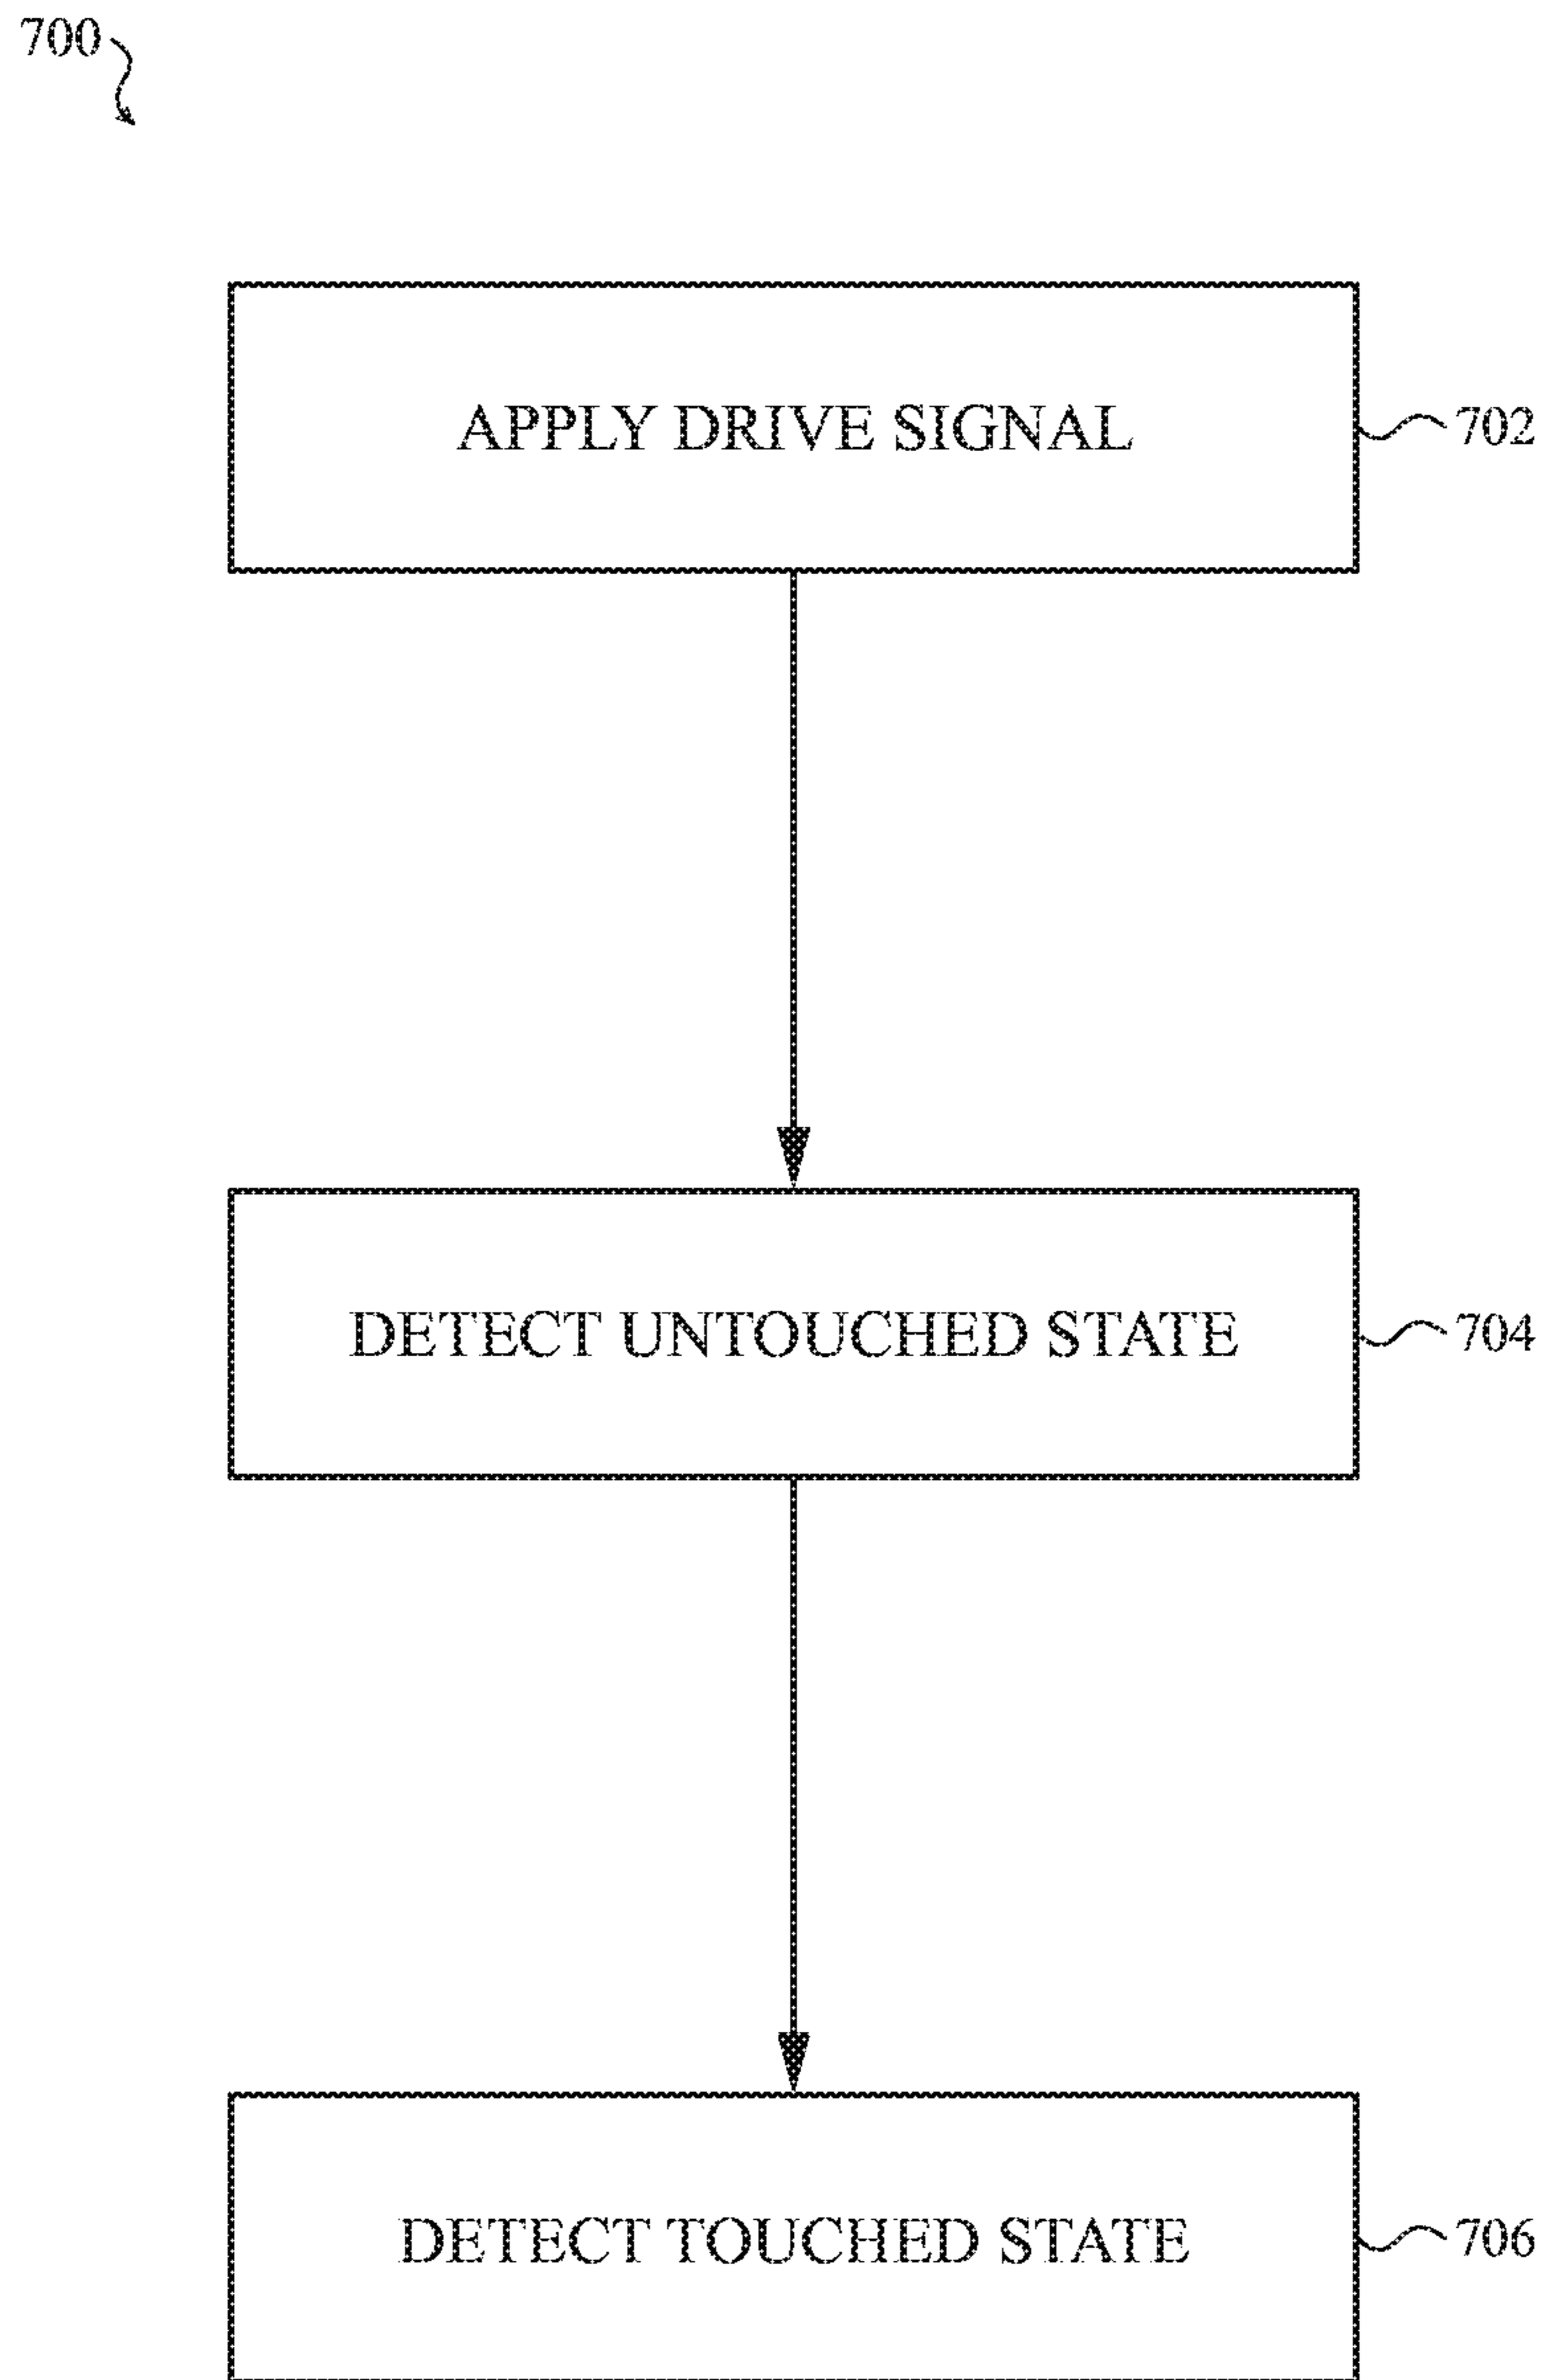 700
APPLY DRIVE SIGNAL
702
DETECT UNTOUCHED STATE
704
DETECT TOUCHED STATE
706